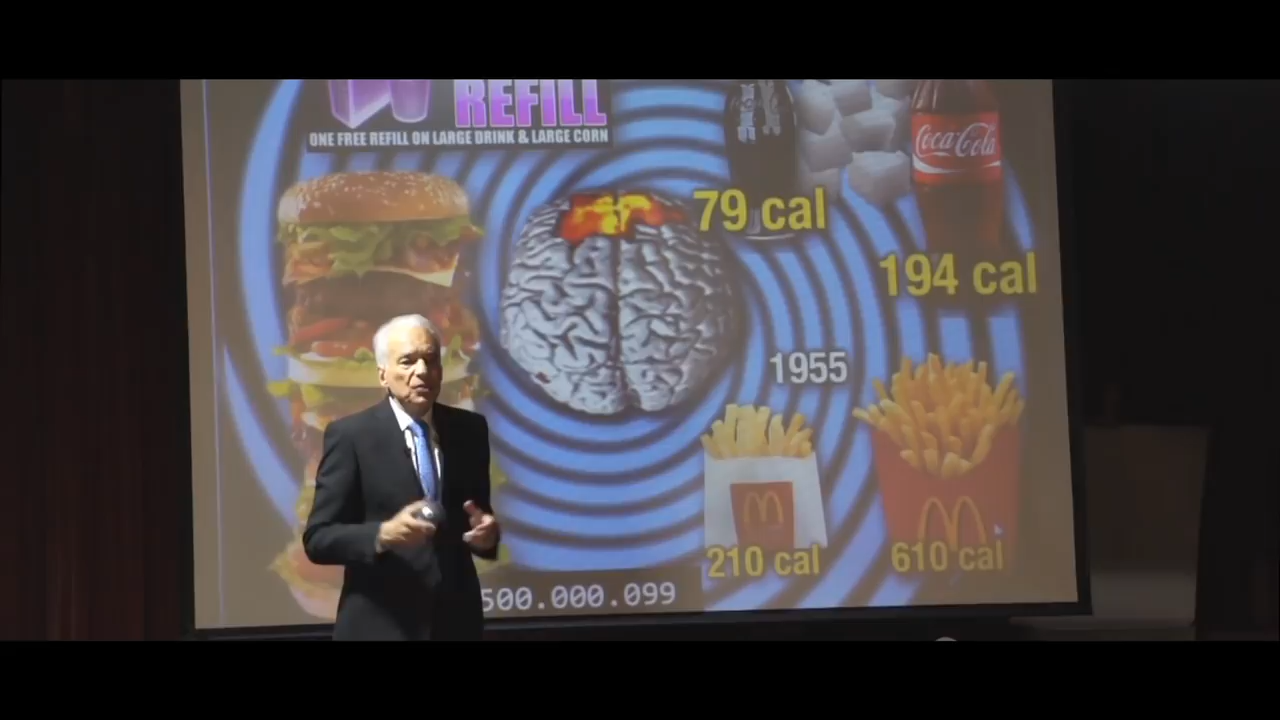 REFILL
ONE FREE REFILL ON LARGE DRINK & LARGE CORN
Coca-Cola
79 cal
194 cal
1955
210 cal
610 cal
500.000.099